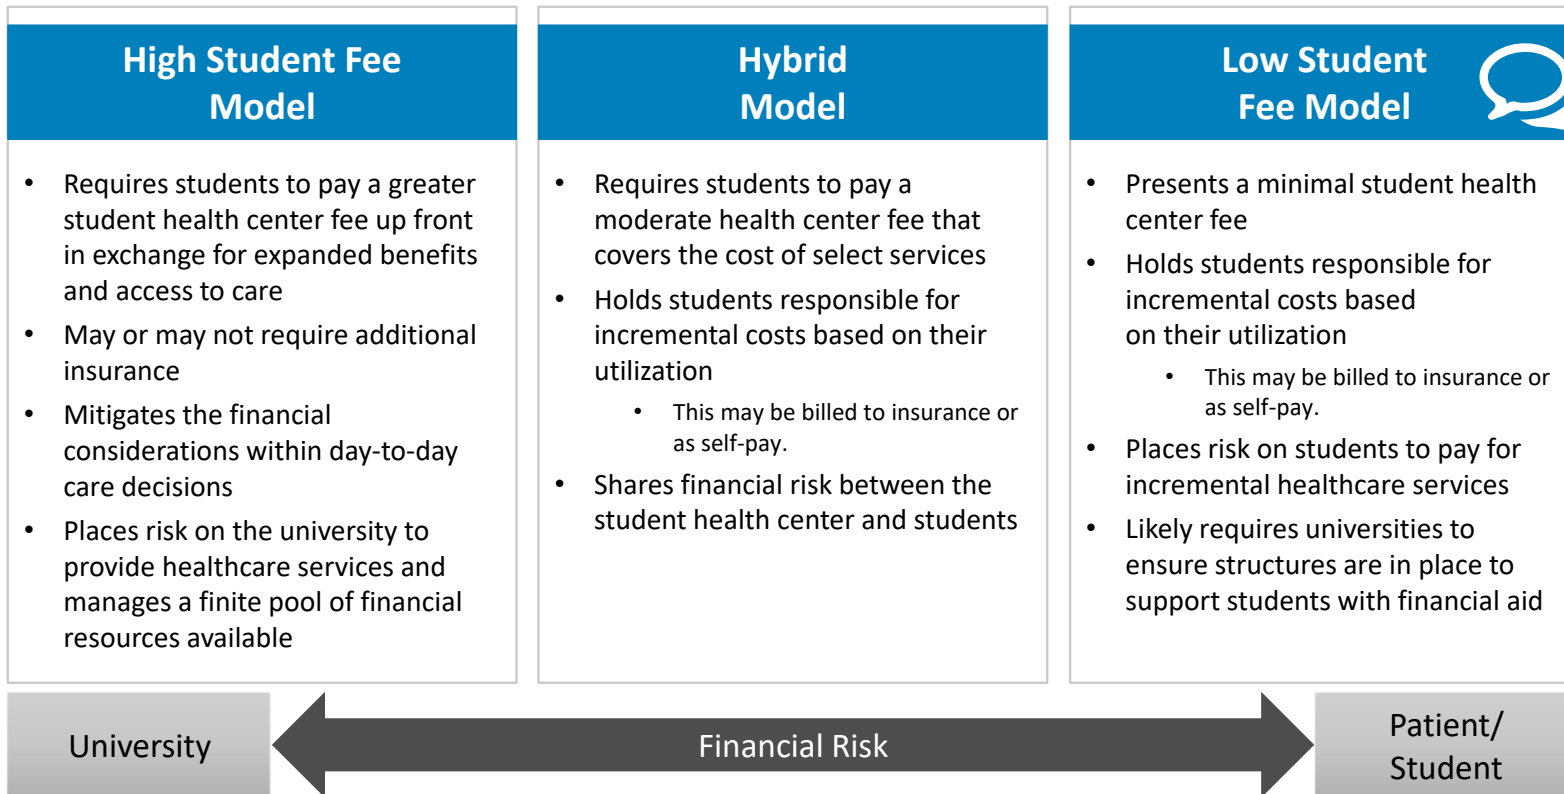 High Student Fee
Model
• Requires students to pay a greater
student health center fee up front
in exchange for expanded benefits
and access to care
• May or may not require additional
insurance
• Mitigates the financial
considerations within day-to-day
care decisions
• Places risk on the university to
provide healthcare services and
manages a finite pool of financial
resources available
Hybrid
Model
• Requires students to pay a
moderate health center fee that
covers the cost of select services
• Holds students responsible for
incremental costs based on their
utilization
• This may be billed to insurance or
as self-pay.
• Shares financial risk between the
student health center and students
Low Student
Fee Model
• Presents a minimal student health
center fee
• Holds students responsible for
incremental costs based
on their utilization
• This may be billed to insurance or
as self-pay.
• Places risk on students to pay for
incremental healthcare services
• Likely requires universities to
ensure structures are in place to
support students with financial aid
University
Financial Risk
Patient/
Student